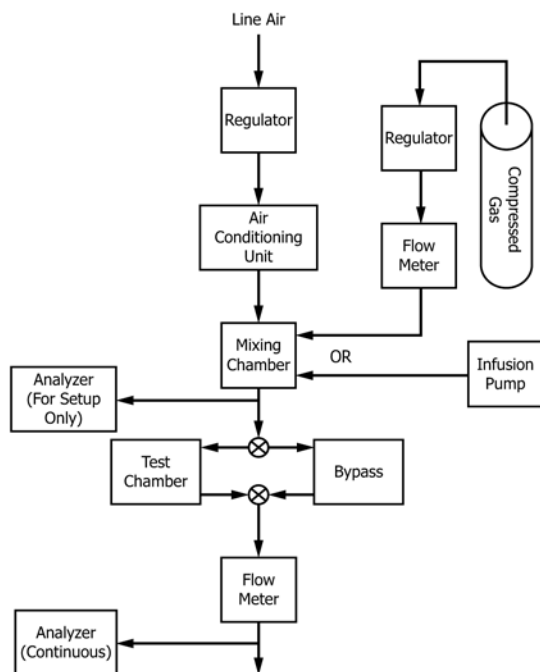 Line Air
Regulator
Regulator
Compressed
Gas
Air
Conditioning
Unit
Flow
Meter
Mixing
Chamber
OR
Infusion
Pump
Analyzer
(For Setup
Only)
Test
Chamber
Bypass
Flow
Meter
Analyzer
(Continuous)